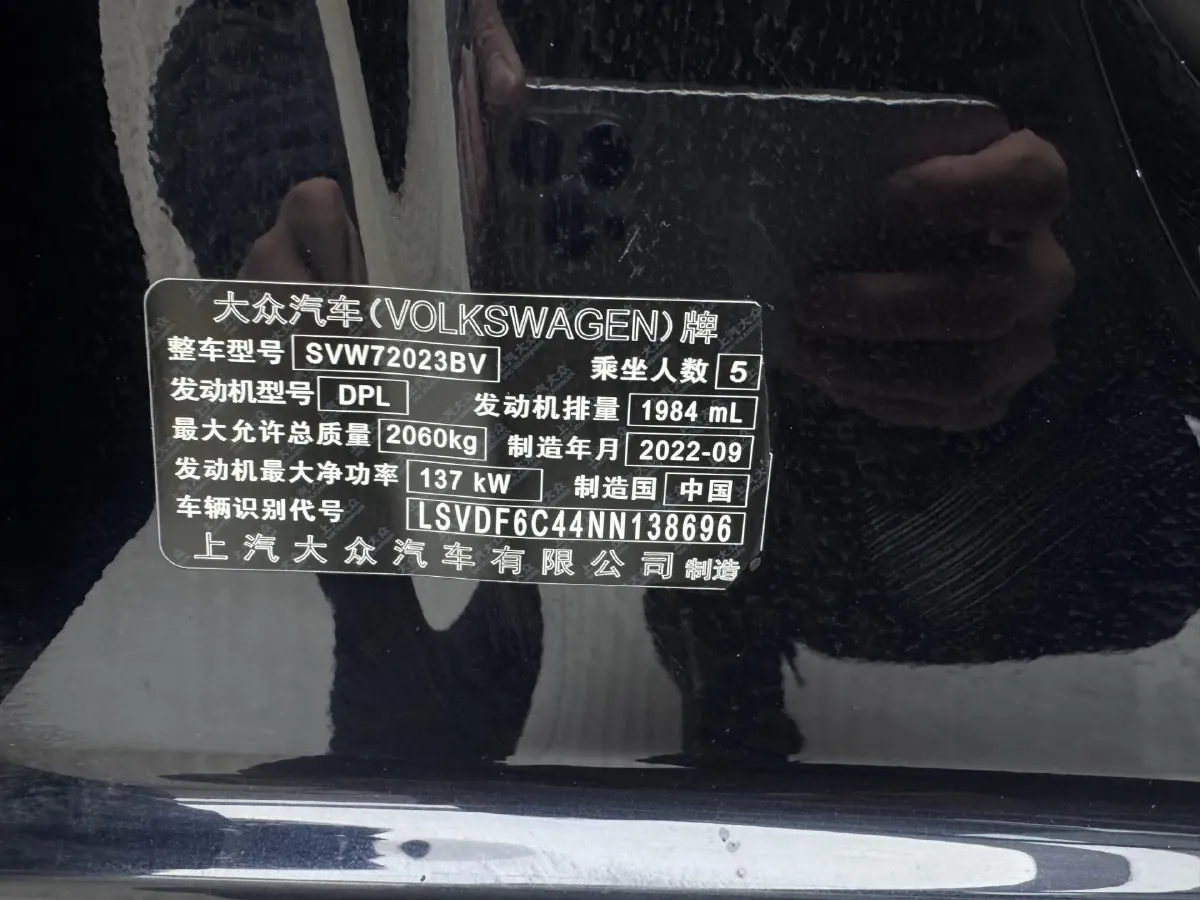 大众汽车(VOLKSWAGEN)牌
整车型号 SVW72023BV 乘坐人数 5
发动机型号 DPL 发动机排量 1984 mL
最大允许总质量 2060kg 制造年月 2022-09
发动机最大净功率 137 kW 制造国 中国
车辆识别代号 LSVDF6C44NN138696
上汽大众汽车有限公司 制造